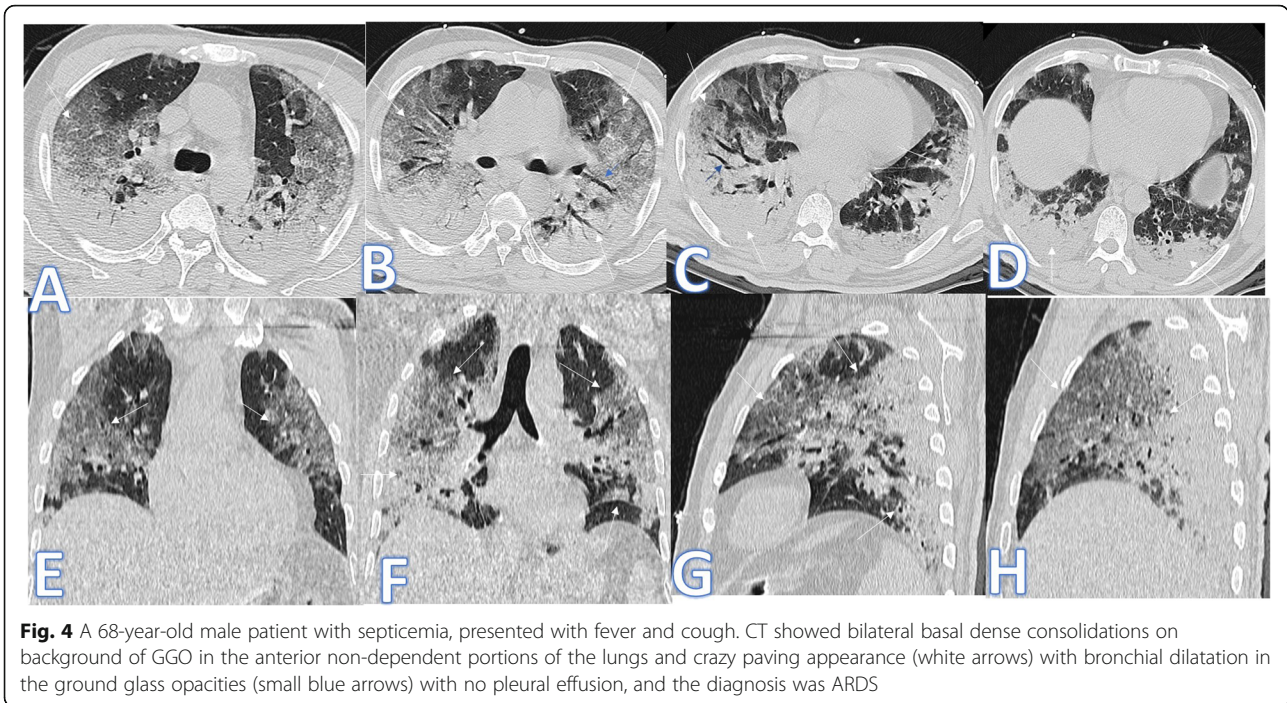 A B C D
E F G H
Fig. 4 A 68-year-old male patient with septicemia, presented with fever and cough. CT showed bilateral basal dense consolidations on
background of GGO in the anterior non-dependent portions of the lungs and crazy paving appearance (white arrows) with bronchial dilatation in
the ground glass opacities (small blue arrows) with no pleural effusion, and the diagnosis was ARDS